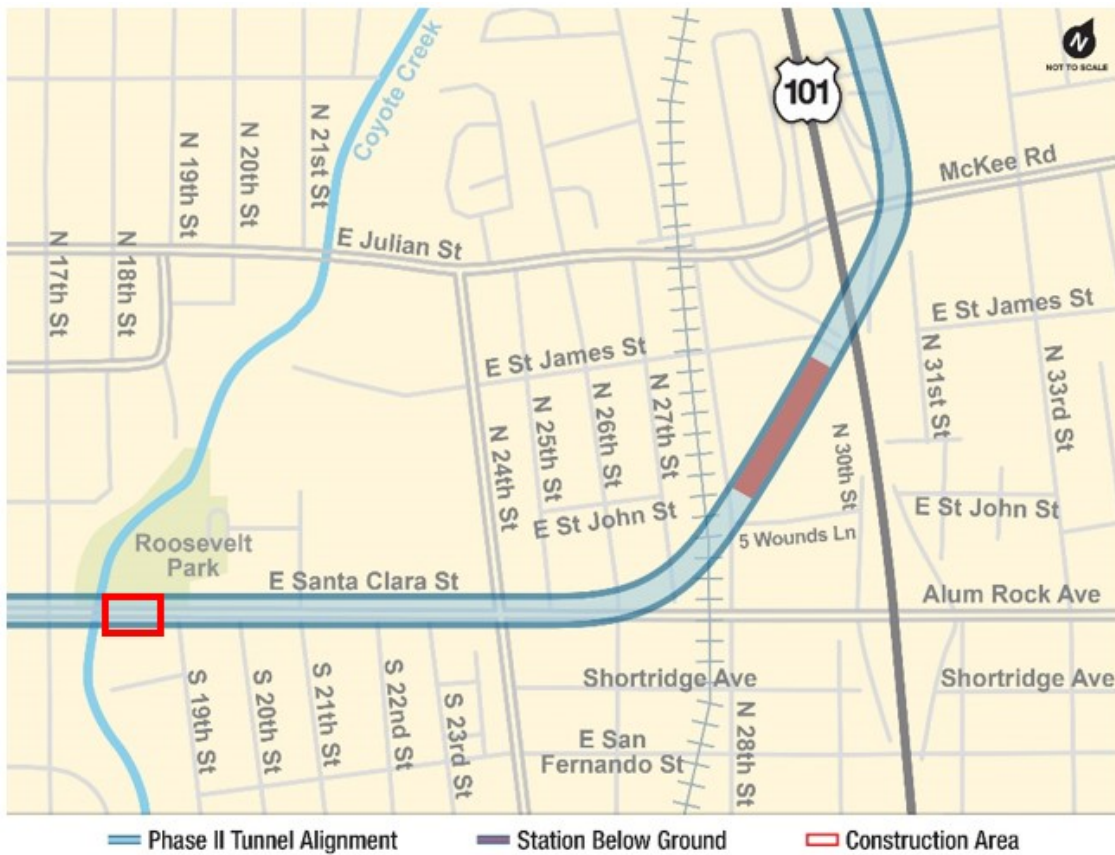 N
NOT TO SCALE
101
Coyote Creek
N 21st St
N 20th St
N 19th St
McKee Rd
E Julian St
N 17th St
N 18th St
E St James St
E St James St
N 31st St
N 33rd St
N 27th St
N 26th St
N 25th St
N 24th St
N 30th St
E St John St
E St John St
5 Wounds Ln
Roosevelt
Park
E Santa Clara St
Alum Rock Ave
Shortridge Ave
Shortridge Ave
S 19th St
S 20th St
S 21th St
S 22nd St
S 23rd St
N 28th St
E San
Fernando St
Phase II Tunnel Alignment
Station Below Ground
Construction Area